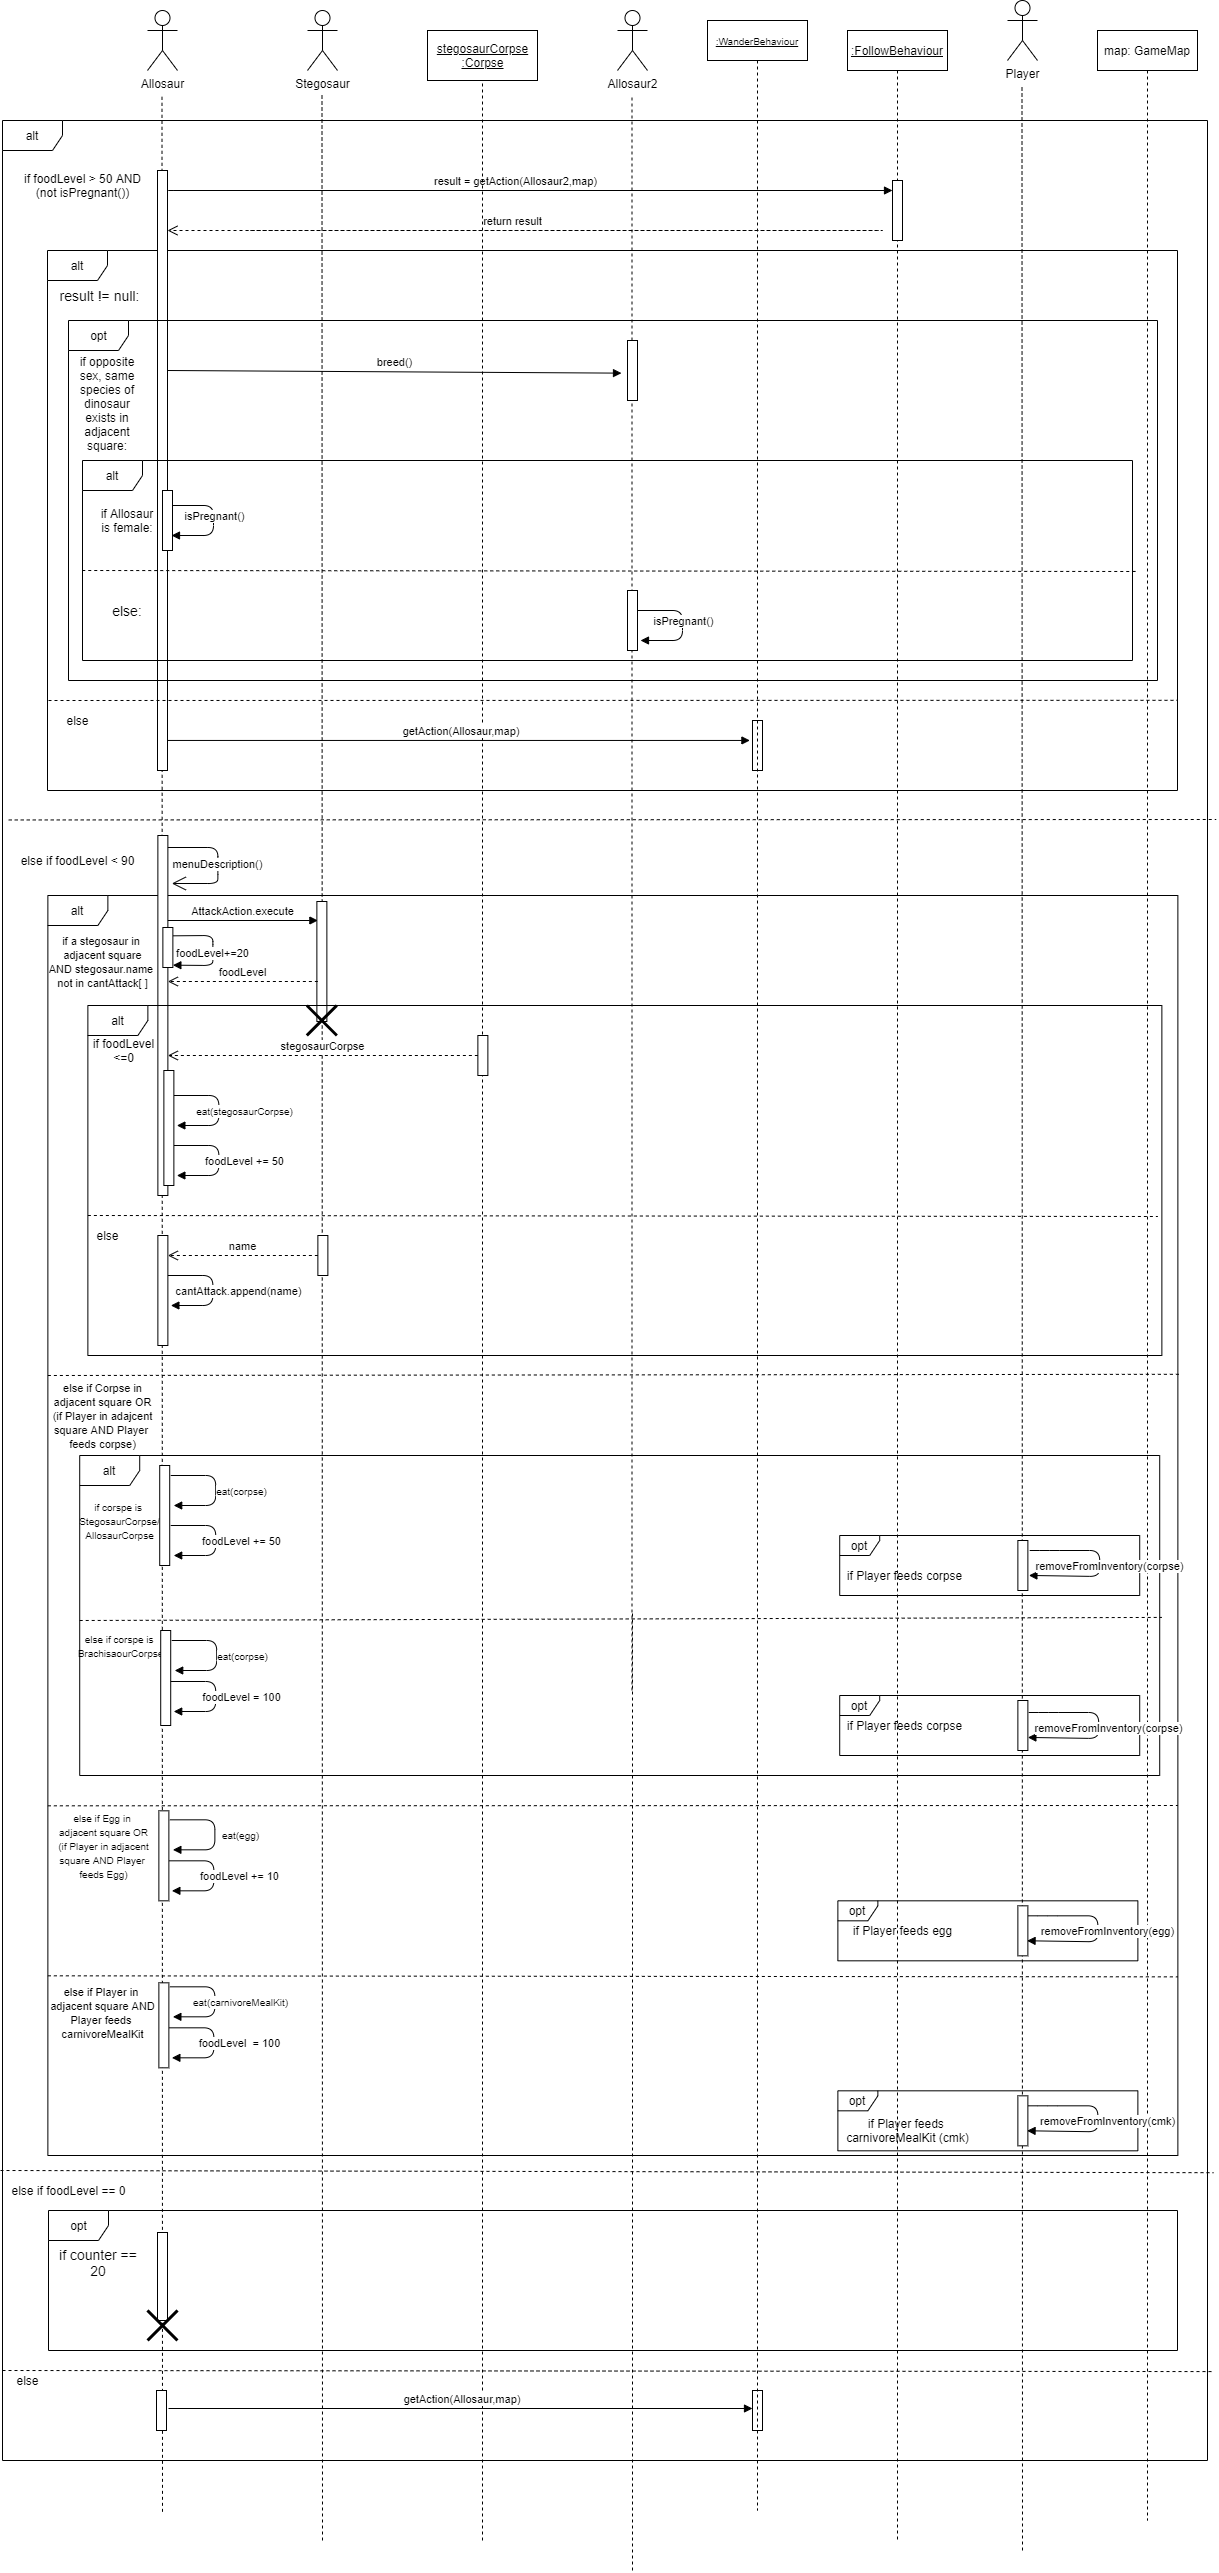 Allosaur
Stegosaur
stegosaurCorpse
:Corpse
Allosaur2
:WanderBehaviour
:FollowBehaviour
Player
map: GameMap
alt
if foodLevel > 50 AND
(not isPregnant())
result = getAction(Allosaur2,map)
return result
alt
result != null:
opt
if opposite
sex, same
species of
dinosaur
exists in
adjacent
square:
breed()
alt
if Allosaur
is female:
isPregnant()
else:
isPregnant()
else
getAction(Allosaur,map)
else if foodLevel < 90
menuDescription()
alt
AttackAction.execute
if a stegosaur in
adjacent square
AND stegosaur.name
not in cantAttack[ ]
foodLevel+=20
foodLevel
alt
if foodLevel
<=0
stegosaurCorpse
eat(stegosaurCorpse)
foodLevel += 50
else
name
cantAttack.append(name)
else if Corpse in
adjacent square OR
(if Player in adajcent
square AND Player
feeds corpse)
alt
eat(corpse)
if corspe is
StegosaurCorpse/
AllosaurCorpse
foodLevel += 50
opt
if Player feeds corpse
removeFromInventory(corpse)
else if corspe is
BrachisaourCorpse
eat(corpse)
foodLevel = 100
opt
if Player feeds corpse
removeFromInventory(corpse)
else if Egg in
adjacent square OR
(if Player in adjacent
square AND Player
feeds Egg)
eat(egg)
foodLevel += 10
opt
if Player feeds egg
removeFromInventory(egg)
else if Player in
adjacent square AND
Player feeds
carnivoreMealKit
eat(carnivoreMealKit)
foodLevel  = 100
opt
if Player feeds
carnivoreMealKit (cmk)
removeFromInventory(cmk)
else if foodLevel == 0
opt
if counter ==
20
else
getAction(Allosaur,map)